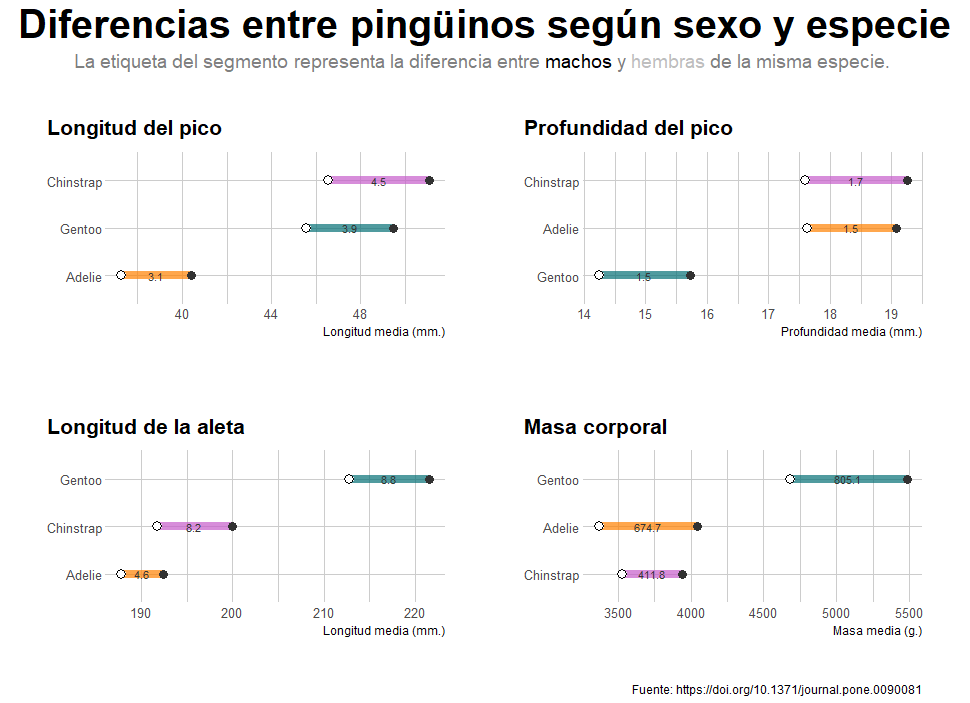 Diferencias entre pingüinos según sexo y especie
La etiqueta del segmento representa la diferencia entre machos y hembras de la misma especie.
Longitud del pico
Chinstrap
4.5
Gentoo
3.9
Adelie
3.1
40 44 48
Longitud media (mm.)
Profundidad del pico
Chinstrap
1.7
Adelie
1.5
Gentoo
1.5
14 15 16 17 18 19
Profundidad media (mm.)
Longitud de la aleta
Gentoo
8.8
Chinstrap
8.2
Adelie
4.6
190 200 210 220
Longitud media (mm.)
Masa corporal
Gentoo
805.1
Adelie
674.7
Chinstrap
411.8
3500 4000 4500 5000 5500
Masa media (g.)
Fuente: https://doi.org/10.1371/journal.pone.0090081